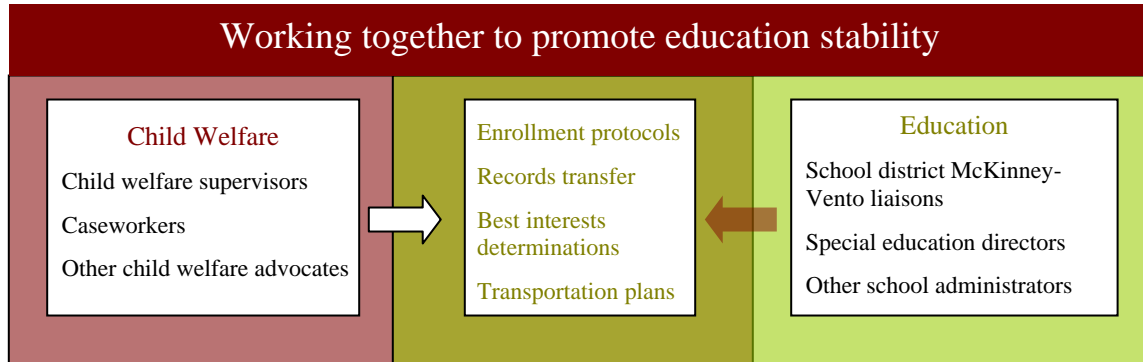 Working together to promote education stability
Child Welfare
Child welfare supervisors
Caseworkers
Other child welfare advocates
Enrollment protocols
Records transfer
Best interests
determinations
Transportation plans
Education
School district McKinney-
Vento liaisons
Special education directors
Other school administrators